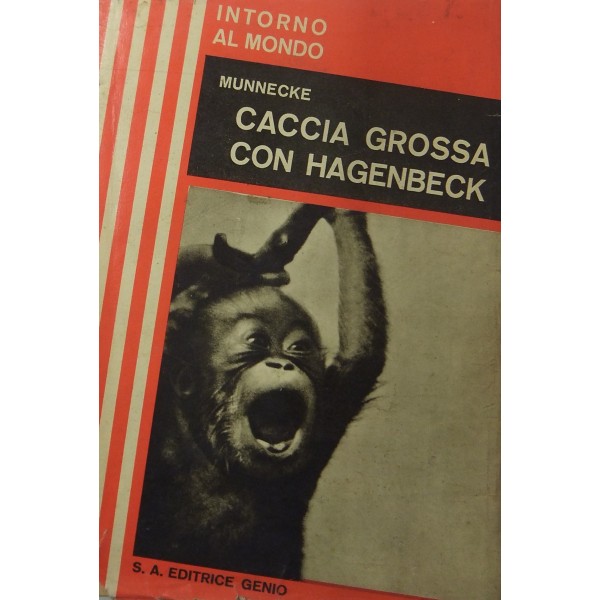 INTORNO
AL MONDO
MUNNECKE
CACCIA GROSSA
CON HAGENBECK
S. A. EDITRICE GENIO